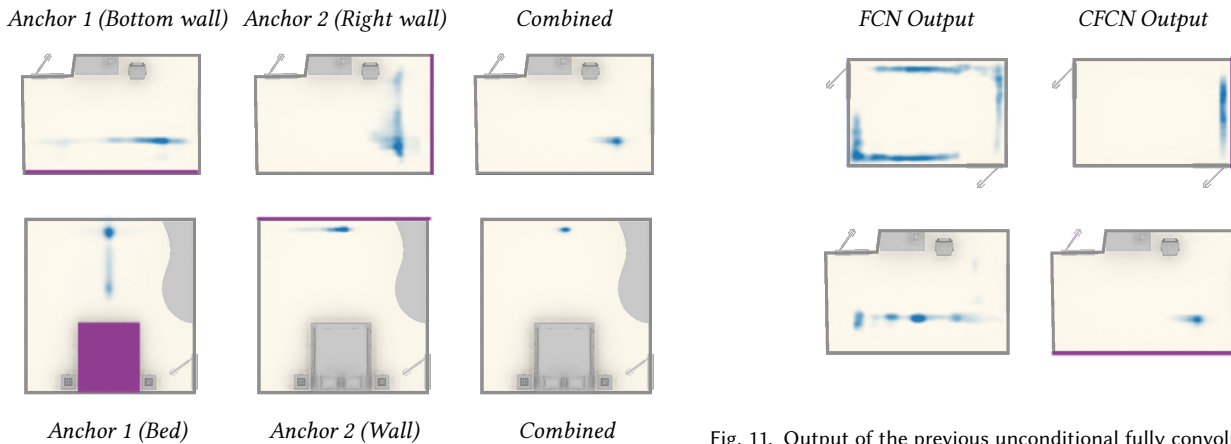 Anchor 1 (Bottom wall) Anchor 2 (Right wall) Combined
Anchor 1 (Bed) Anchor 2 (Wall) Combined
FCN Output CFCN Output
Fig. 11. Output of the previous unconditional fully